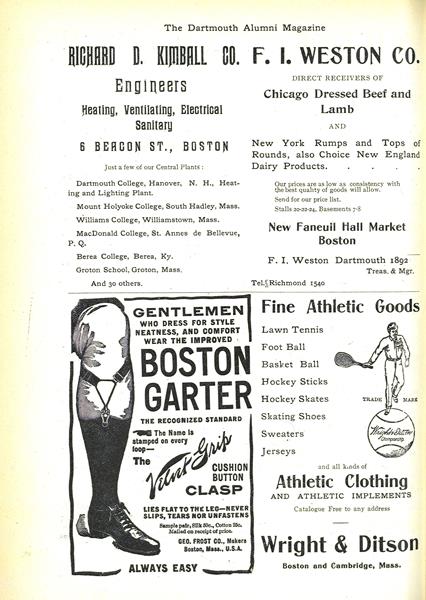 The Dartmouth Alumni Magazine
RICHARD D. KIMBALL CO.
Engineers
Heating, Ventilating, Electrical
Sanitary
6 BEACON ST., BOSTON
Just a few of our Central Plants:
Dartmouth College, Hanover, N. H., Heat-
ing and Lighting Plant.
Mount Holyoke College, South Hadley, Mass.
Williams College, Williamstown, Mass.
MacDonald College, St. Annes de Bellevue,
P. Q.
Berea College, Berea, Ky.
Groton School, Groton, Mass.
And 30 others.
F. I. WESTON CO.
DIRECT RECEIVERS OF
Chicago Dressed Beef and
Lamb
AND
New York Rumps and Tops of
Rounds, also Choice New England
Dairy Products. . . . .
Our prices are as low as consistency with
the best quality of goods will allow.
Send for our price list.
Stalls 20-22-24, Basements 7-8
New Faneuil Hall Market
Boston
F. I. Weston Dartmouth 1892
Treas. & Mgr.
Tel. Richmond 1540
GENTLEMEN
WHO DRESS FOR STYLE
NEATNESS, AND COMFORT
WEAR THE IMPROVED
BOSTON
GARTER
THE RECOGNIZED STANDARD
The Name is
stamped on every
loop—
The
Velvet Grip
CUSHION
BUTTON
CLASP
LIES FLAT TO THE LEG—NEVER
SLIPS, TEARS NOR UNFASTENS
Sample pair, Silk 50c., Cotton 25c.
Mailed on receipt of price.
GEO. FROST CO., Makers
Boston, Mass., U.S.A.
ALWAYS EASY
Fine Athletic Goods
Lawn Tennis
Foot Ball
Basket Ball
Hockey Sticks
Hockey Skates
Skating Shoes
Sweaters
Jerseys
TRADE MARK
Wright & Ditson
Championship
and all kinds of
Athletic Clothing
AND ATHLETIC IMPLEMENTS
Catalogue Free to any address
Wright & Ditson
Boston and Cambridge, Mass.